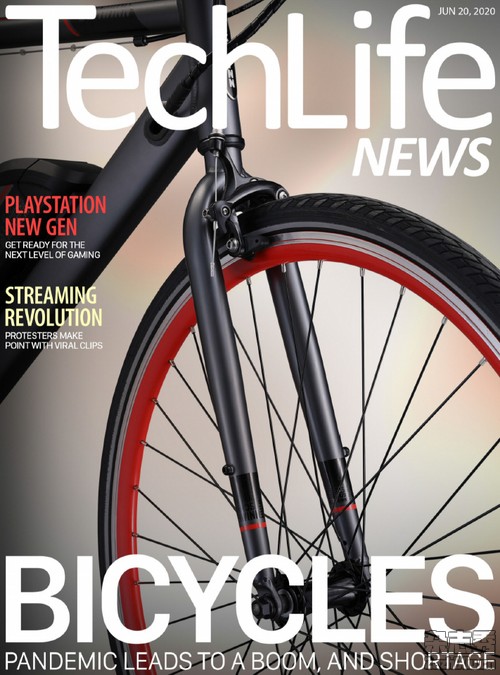 JUN 20, 2020
TechLife
NEWS
PLAYSTATION
NEW GEN
GET READY FOR THE
NEXT LEVEL OF GAMING
STREAMING
REVOLUTION
PROTESTERS MAKE
POINT WITH VIRAL CLIPS
BICYCLES
PANDEMIC LEADS TO A BOOM, AND SHORTAGE